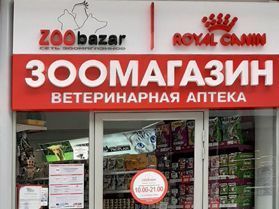 ZOObazar
СЕТЬ ЗООМАГАЗИНОВ
ROYAL CANIN
ЗООМАГАЗИН
ВЕТЕРИНАРНАЯ АПТЕКА
10.00-21.00